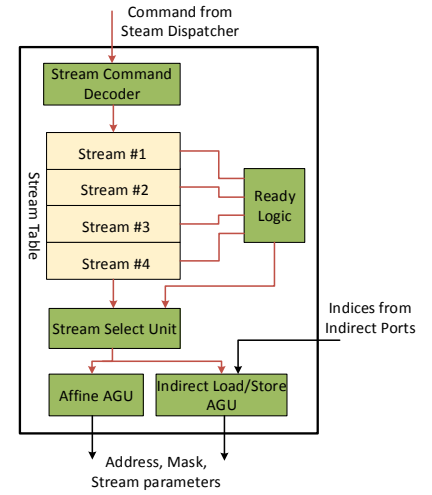 Command from
Steam Dispatcher
Stream Command
Decoder
Stream Table
Stream #1
Stream #2
Stream #3
Stream #4
Ready
Logic
Stream Select Unit
Indices from
Indirect Ports
Affine AGU
Indirect Load/Store
AGU
Address, Mask,
Stream parameters